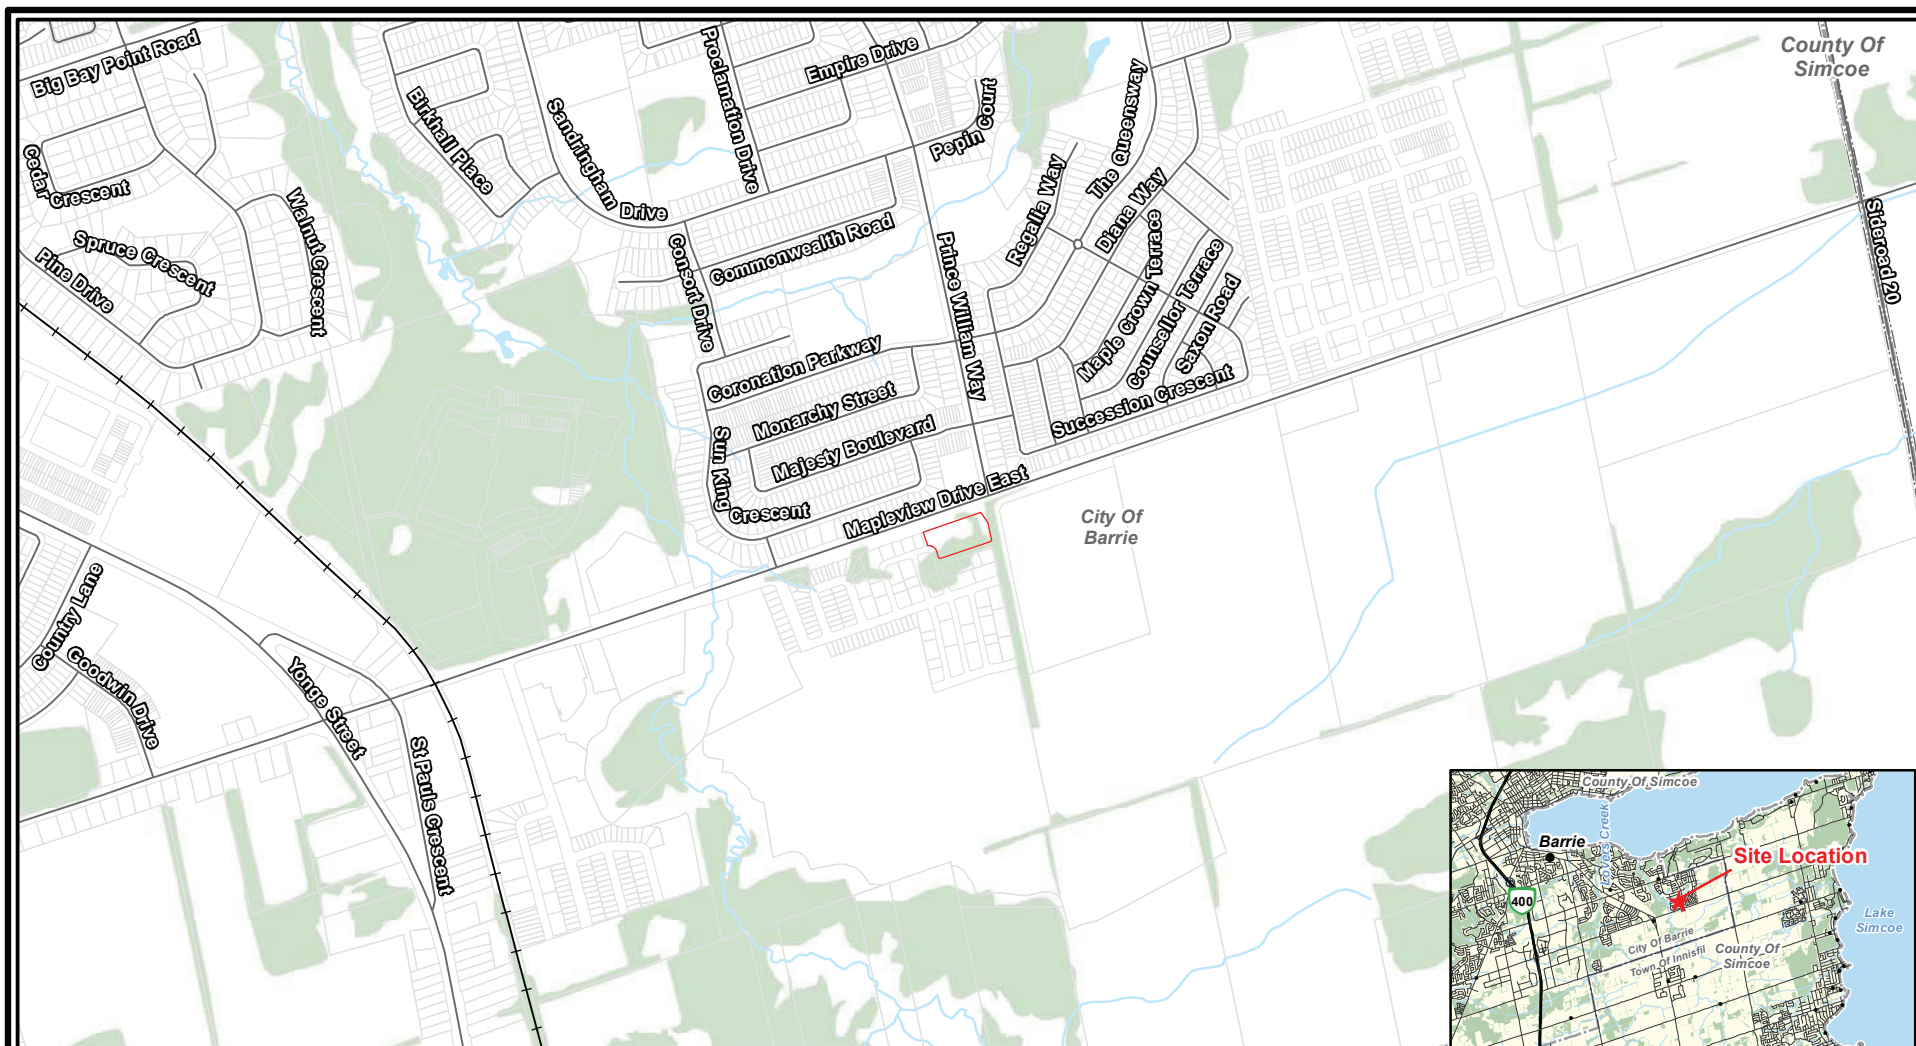 Big Bay Point Road
Birkhall Place
Sandringham
Drive
Proclamation Drive
Empire Drive
Pepin
Court
The Queensway
County Of
Simcoe
Cedar
Crescent
Walnut Crescent
Spruce Crescent
Pine Drive
Consort Drive
Commonwealth Road
Prince William Way
Regalia Way
Diana Way
Maple Crown Terrace
Counsellor Terrace
Saxon Road
Sideroad 20
Coronation Parkway
Monarchy Street
Majesty Boulevard
Succession Crescent
Sun King
Crescent
Mapleview Drive East
City Of
Barrie
Country Lane
Goodwin Drive
Yonge Street
St Pauls Crescent
County Of Simcoe
Barrie
Lovers Creek
Site Location
400
Lake
Simcoe
City Of Barrie
Town Of Innisfil
County Of
Simcoe